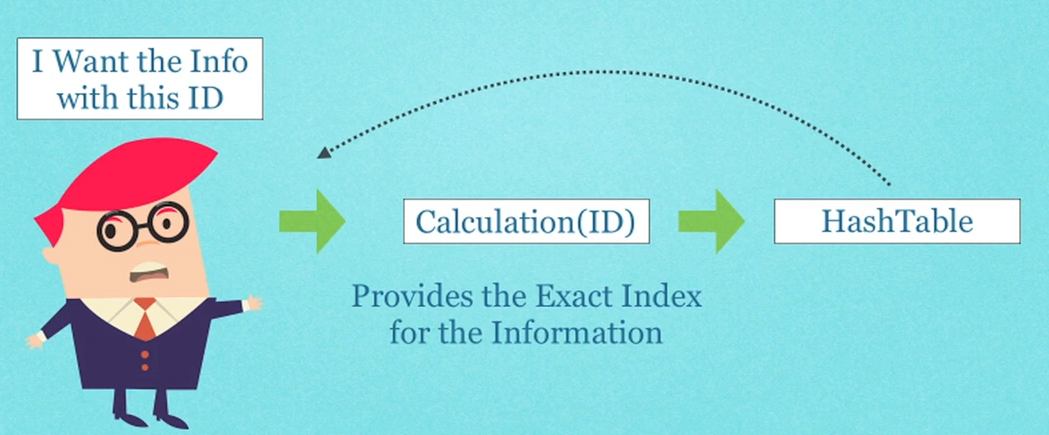 I Want the Info
with this ID
Calculation(ID)
HashTable
Provides the Exact Index
for the Information